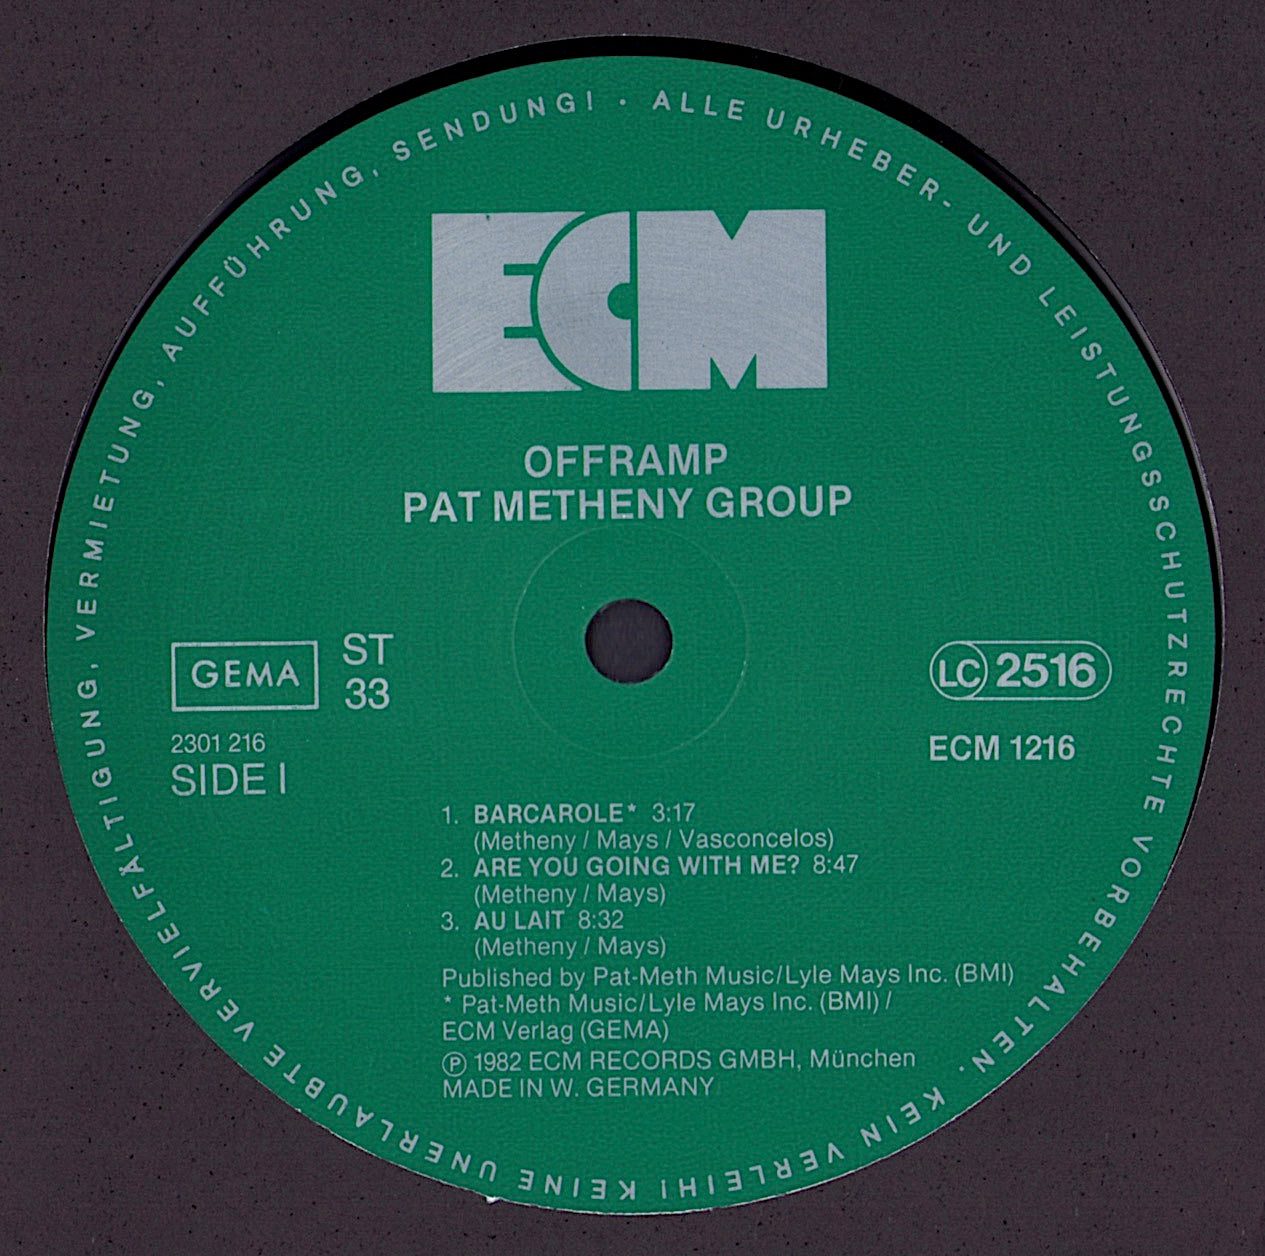 ALLE URHEBER- UND LEISTUNGSSCHUTZRECHTE VORBEHALTEN · KEIN VERLEIH! KEINE UNERLAUBTE VERVIELFÄLTIGUNG, VERMIETUNG, AUFFÜHRUNG, SENDUNG! ·
ECM
OFFRAMP
PAT METHENY GROUP
GEMA
ST
33
LC 2516
2301 216
SIDE I
ECM 1216
1. BARCAROLE* 3:17
(Metheny / Mays / Vasconcelos)
2. ARE YOU GOING WITH ME? 8:47
(Metheny / Mays)
3. AU LAIT 8:32
(Metheny / Mays)
Published by Pat-Meth Music/Lyle Mays Inc. (BMI)
* Pat-Meth Music/Lyle Mays Inc. (BMI) /
ECM Verlag (GEMA)
Ⓟ 1982 ECM RECORDS GMBH, München
MADE IN W. GERMANY